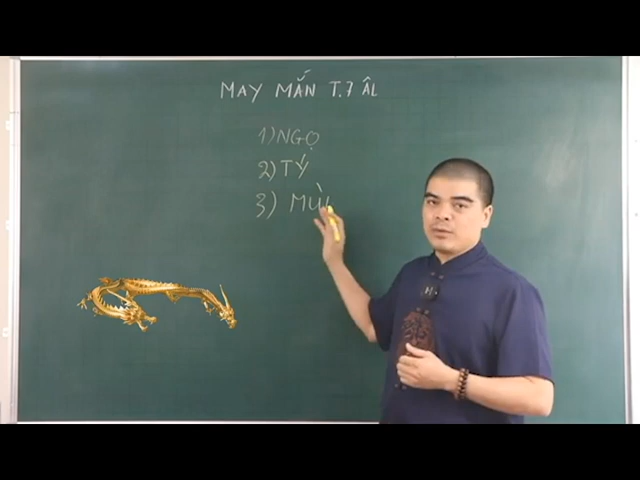 MAY MẮN T.7 ÂL
1) NGỌ
2) TÝ
3) MÙI